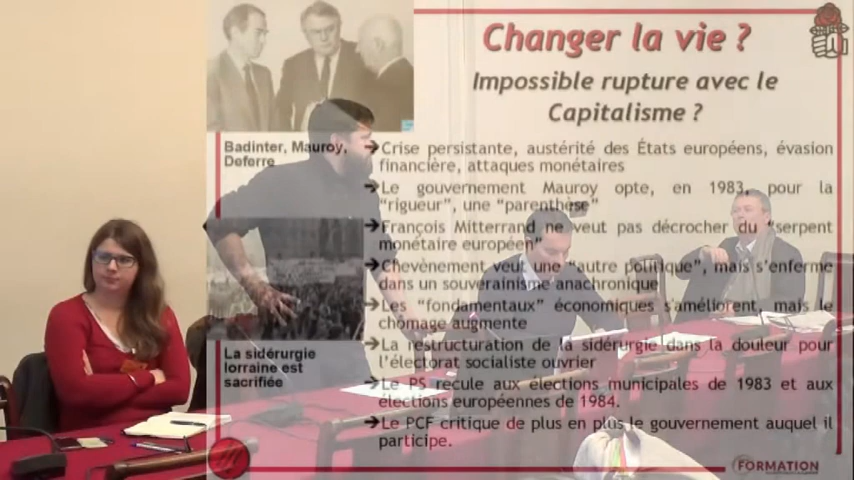 Changer la vie ?
Impossible rupture avec le
Capitalisme ?
Badinter, Mauroy,
Deferre
➔Crise persistante, austérité des États européens, évasion
financière, attaques monétaires
➔Le gouvernement Mauroy opte, en 1983, pour la
“rigueur”, une “parenthèse”
➔François Mitterrand ne veut pas décrocher du “serpent
monétaire européen”
➔Chevènement veut une “autre politique”, mais s’enferme
dans un souverainisme anachronique
➔Les “fondamentaux” économiques s'améliorent, mais le
chômage augmente
➔La restructuration de la sidérurgie dans la douleur pour
l’électorat socialiste ouvrier
➔Le PS recule aux élections municipales de 1983 et aux
élections européennes de 1984.
➔Le PCF critique de plus en plus le gouvernement auquel il
participe.
La sidérurgie
lorraine est
sacrifiée
FORMATION